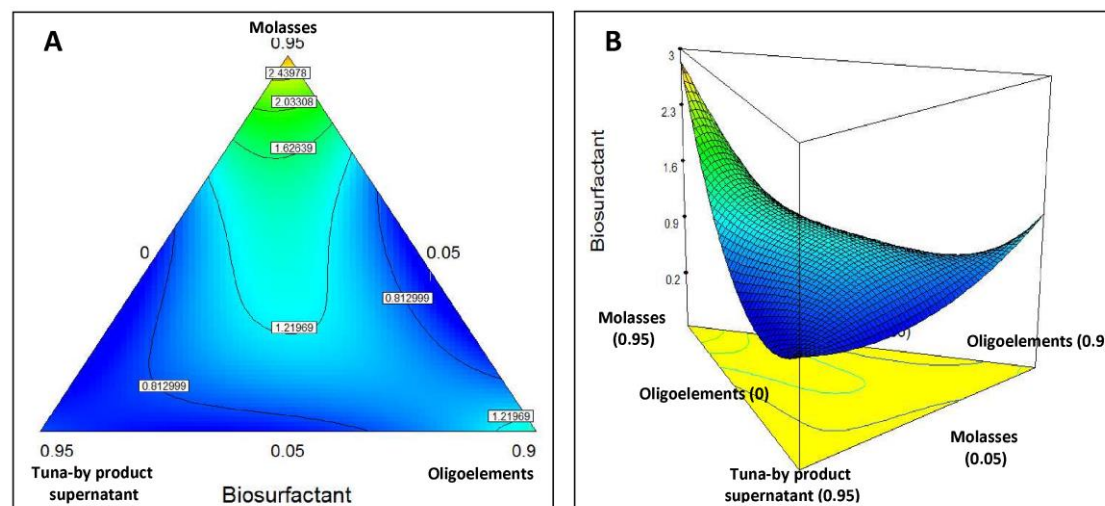 A
Molasses
0.95
2.43978
2.03308
1.62639
0
0.05
0.812999
1.21969
0.812999
1.21969
0.95
0.05
0.9
Tuna-by product
supernatant
Oligoelements
Biosurfactant
B
3
2.3
1.6
0.9
0.2
Biosurfactant
Molasses
(0.95)
Oligoelements (0.9
Oligoelements (0)
Molasses
(0.05)
Tuna-by product
supernatant (0.95)